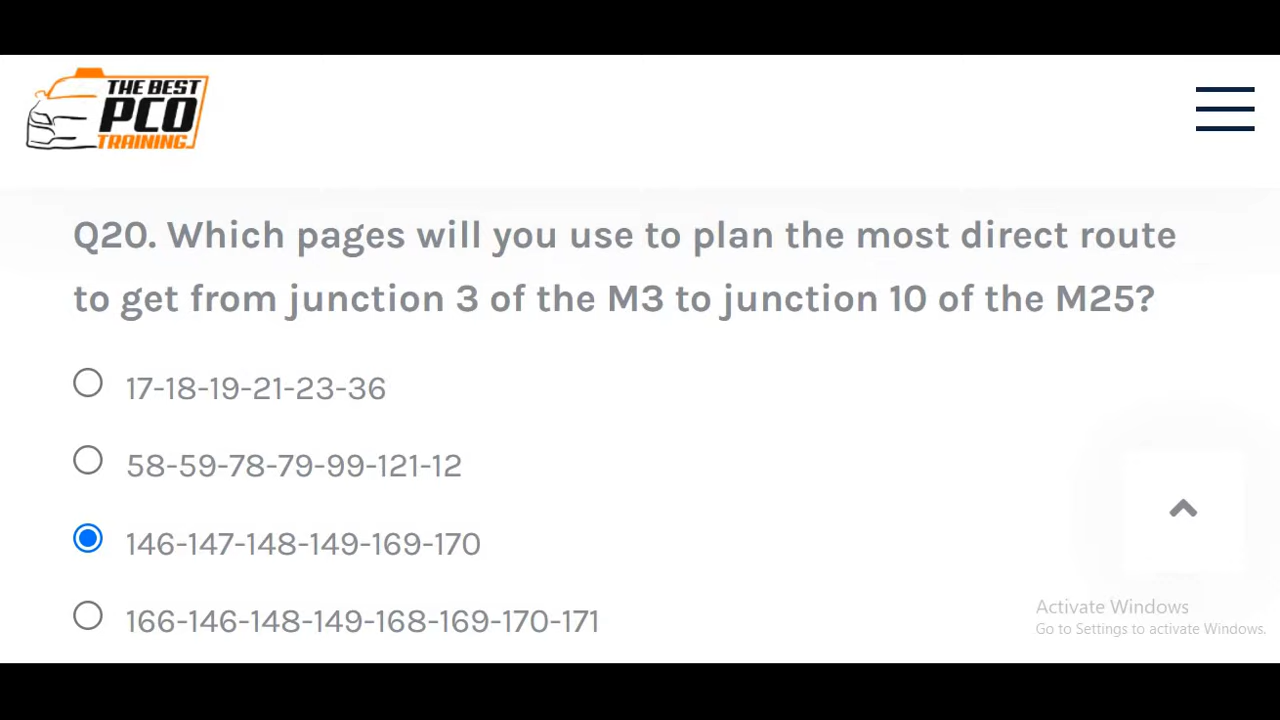 THE BEST
PCO
TRAINING
Q20. Which pages will you use to plan the most direct route
to get from junction 3 of the M3 to junction 10 of the M25?
17-18-19-21-23-36
58-59-78-79-99-121-12
146-147-148-149-169-170
166-146-148-149-168-169-170-171
Activate Windows
Go to Settings to activate Windows.